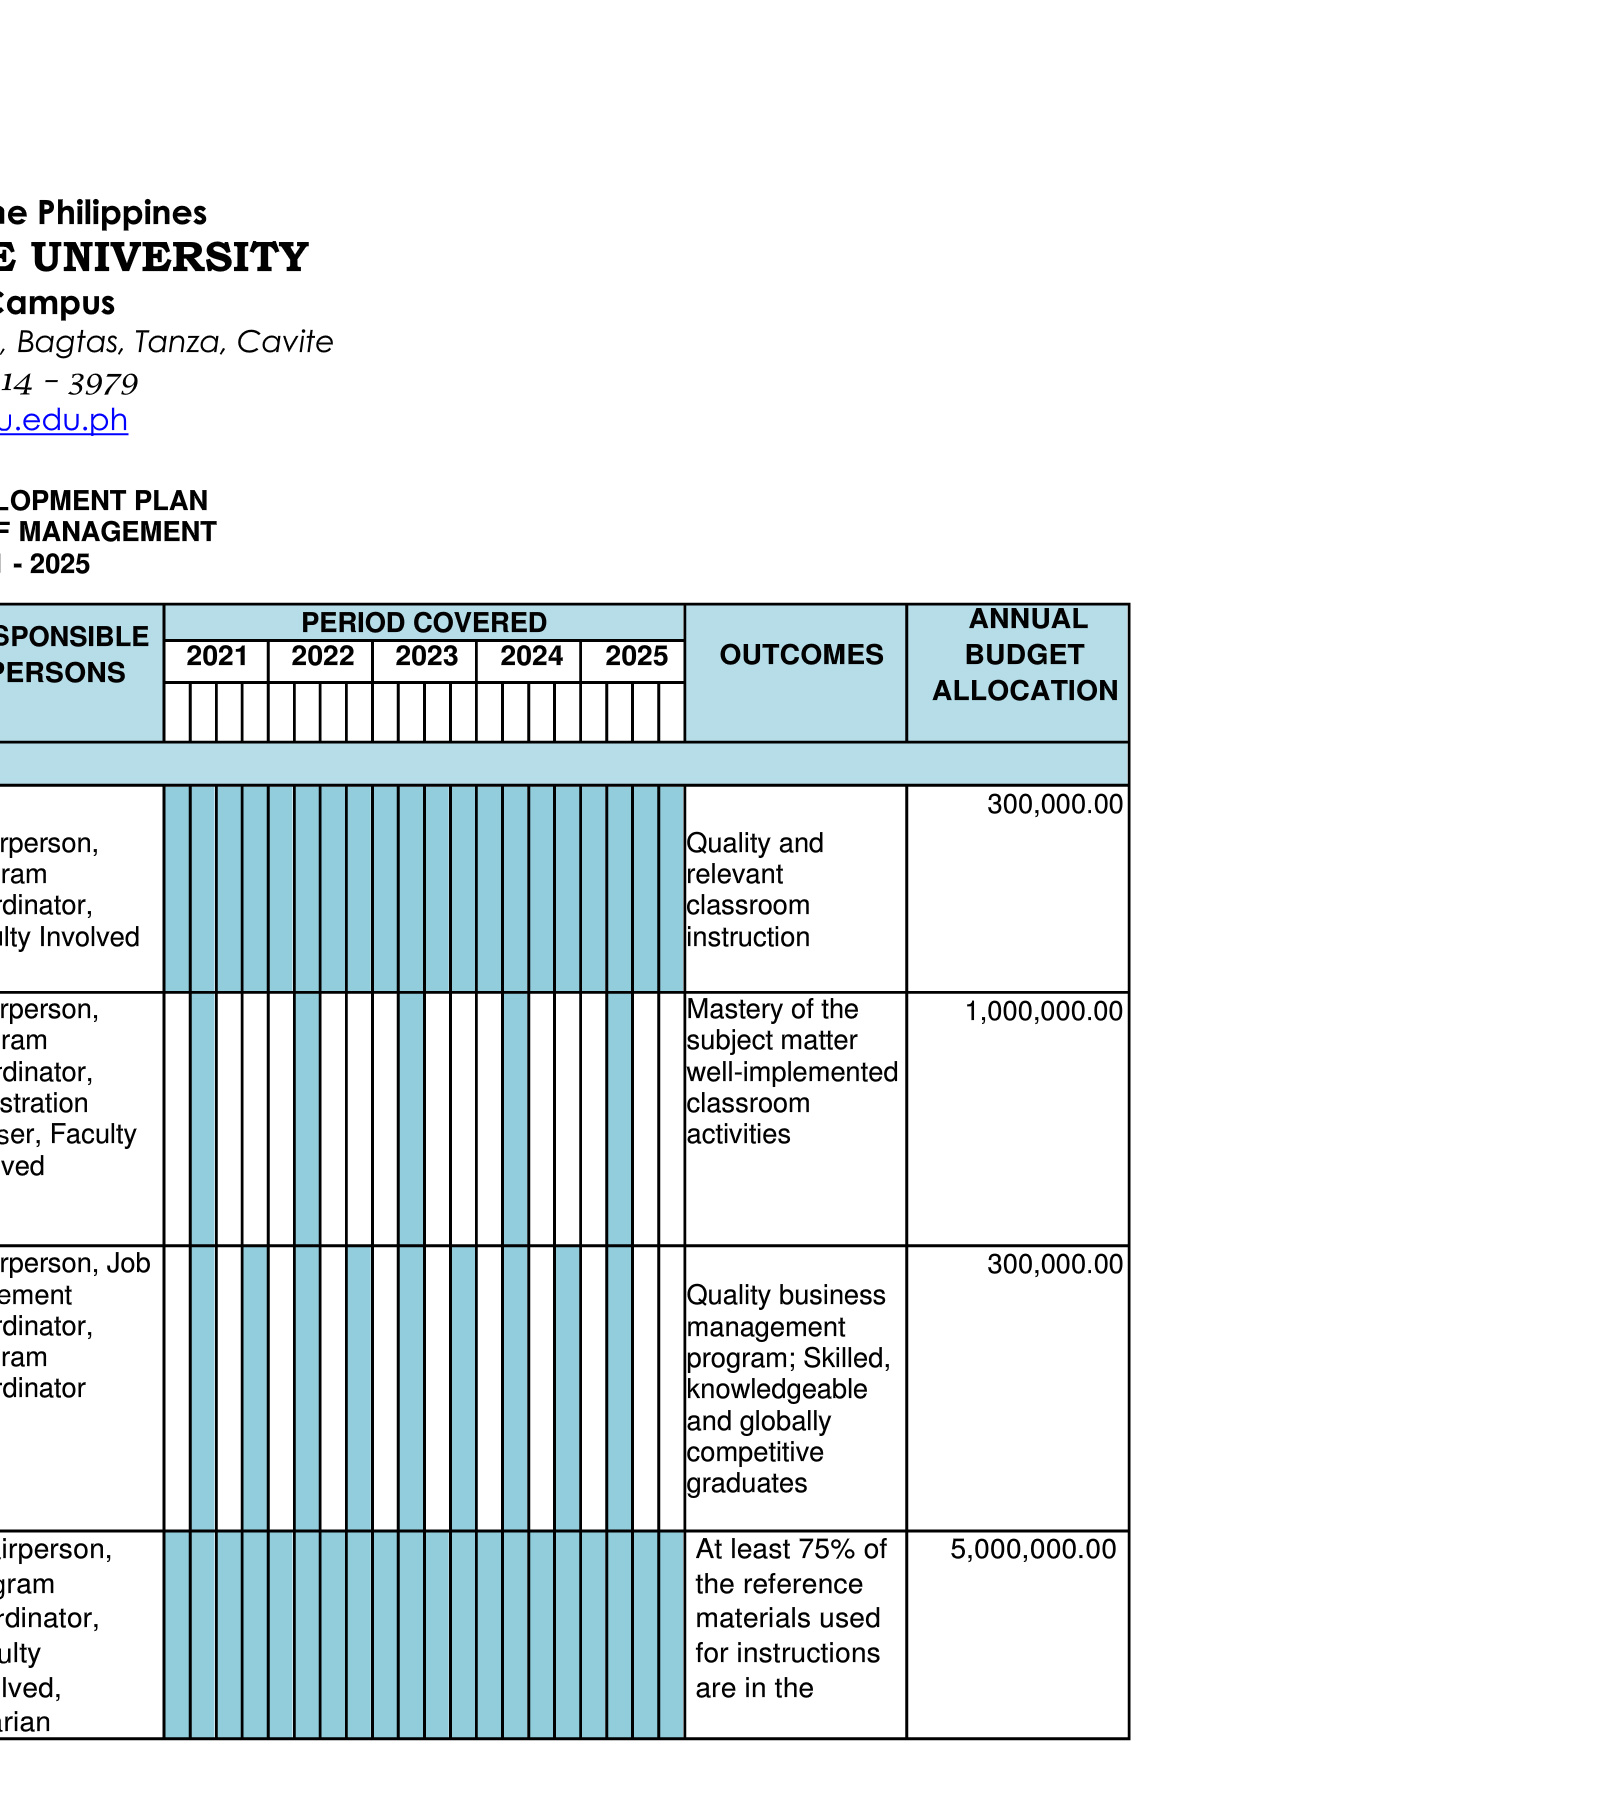 ne Philippines
E UNIVERSITY
Campus
, Bagtas, Tanza, Cavite
14 – 3979
u.edu.ph
LOPMENT PLAN
F MANAGEMENT
- 2025
SPONSIBLE
PERSONS
PERIOD COVERED
2021 2022 2023 2024 2025
OUTCOMES
ANNUAL
BUDGET
ALLOCATION
rperson,
ram
rdinator,
ulty Involved
Quality and
relevant
classroom
instruction
300,000.00
rperson,
ram
rdinator,
stration
ser, Faculty
ved
Mastery of the
subject matter
well-implemented
classroom
activities
1,000,000.00
rperson, Job
ement
rdinator,
ram
rdinator
Quality business
management
program; Skilled,
knowledgeable
and globally
competitive
graduates
300,000.00
irperson,
gram
rdinator,
ulty
lved,
arian
At least 75% of
the reference
materials used
for instructions
are in the
5,000,000.00